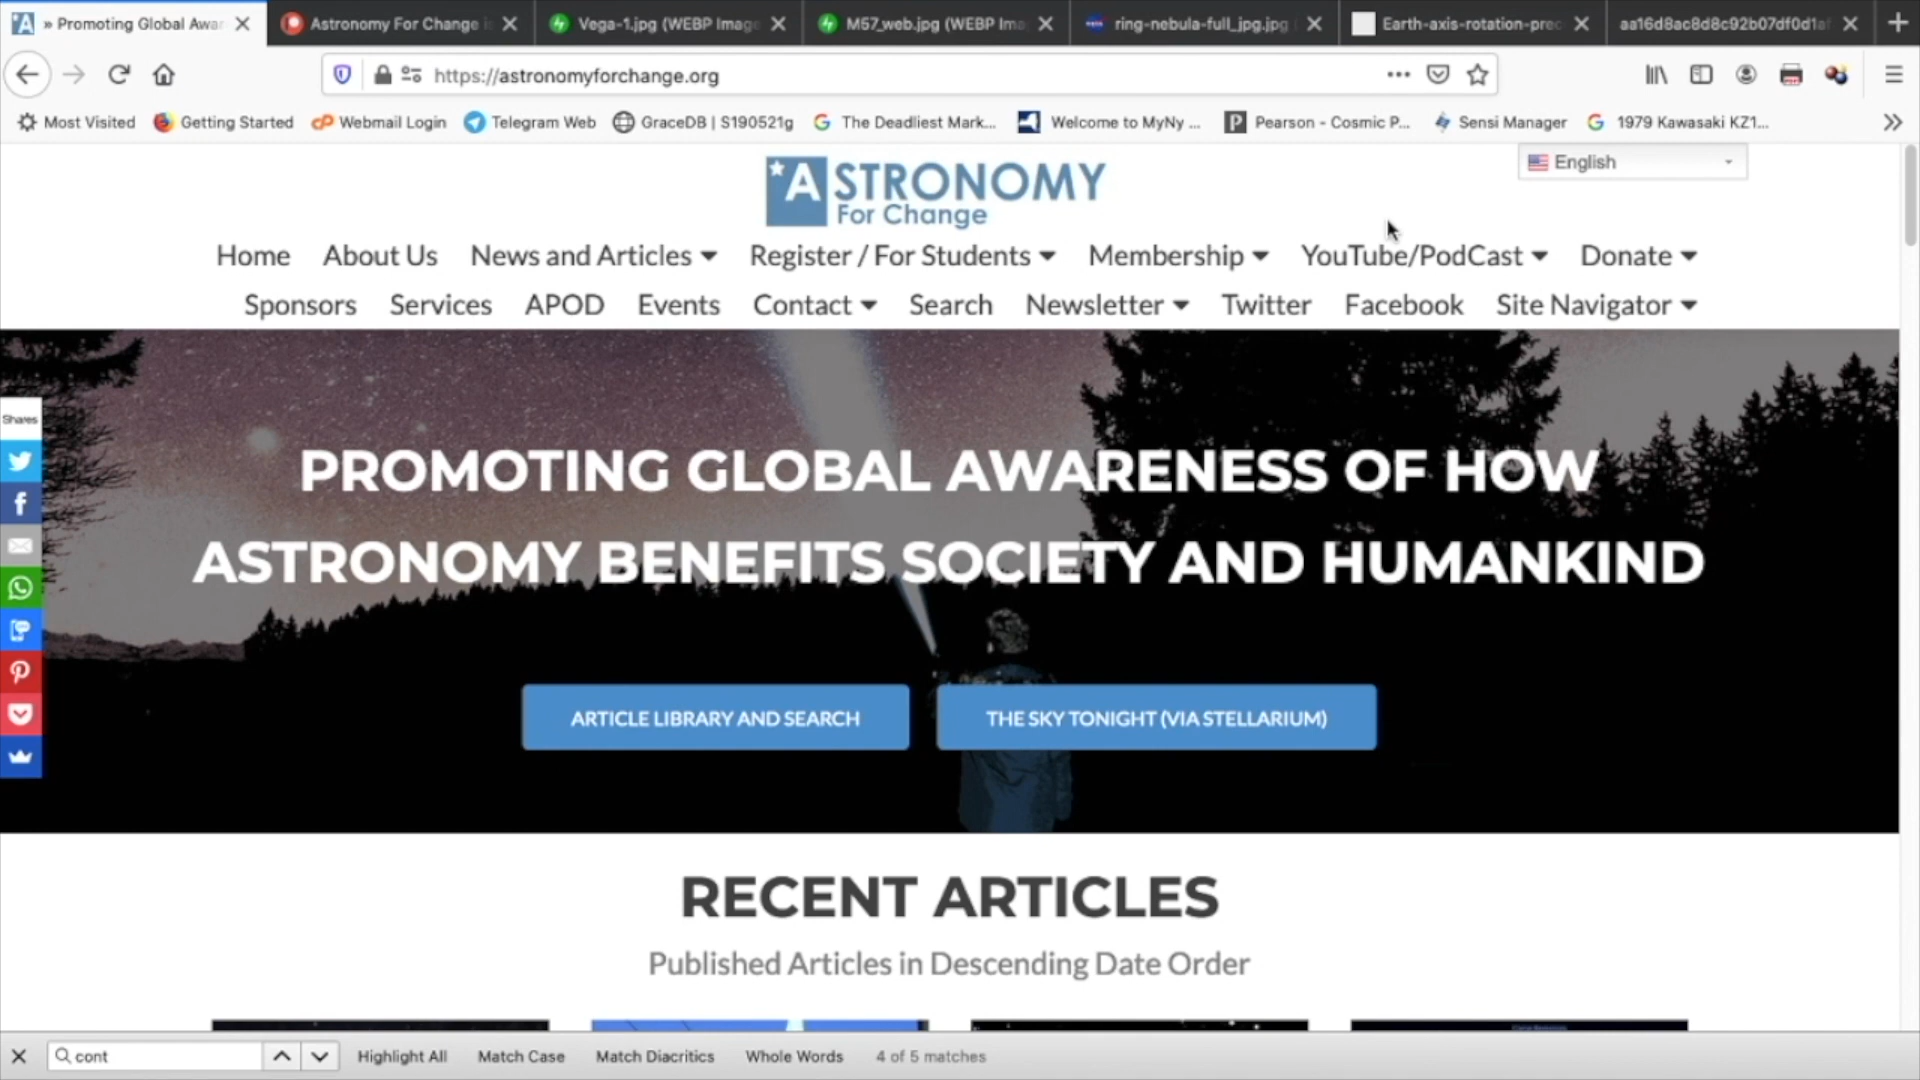 » Promoting Global Awar
Astronomy For Change i
Vega-1.jpg (WEBP Image
M57_web.jpg (WEBP Ima
ring-nebula-full_jpg.jpg
Earth-axis-rotation-prec
aa16d8ac8d8c92b07df0d1af
https://astronomyforchange.org
Most Visited
Getting Started
Webmail Login
Telegram Web
GraceDB | S190521g
The Deadliest Mark...
Welcome to MyNy ...
Pearson - Cosmic P...
Sensi Manager
1979 Kawasaki KZ1...
ASTRONOMY
For Change
English
Home About Us News and Articles Register / For Students Membership YouTube/PodCast Donate
Sponsors Services APOD Events Contact Search Newsletter Twitter Facebook Site Navigator
Shares
PROMOTING GLOBAL AWARENESS OF HOW
ASTRONOMY BENEFITS SOCIETY AND HUMANKIND
ARTICLE LIBRARY AND SEARCH
THE SKY TONIGHT (VIA STELLARIUM)
RECENT ARTICLES
Published Articles in Descending Date Order
cont
Highlight All Match Case Match Diacritics Whole Words 4 of 5 matches